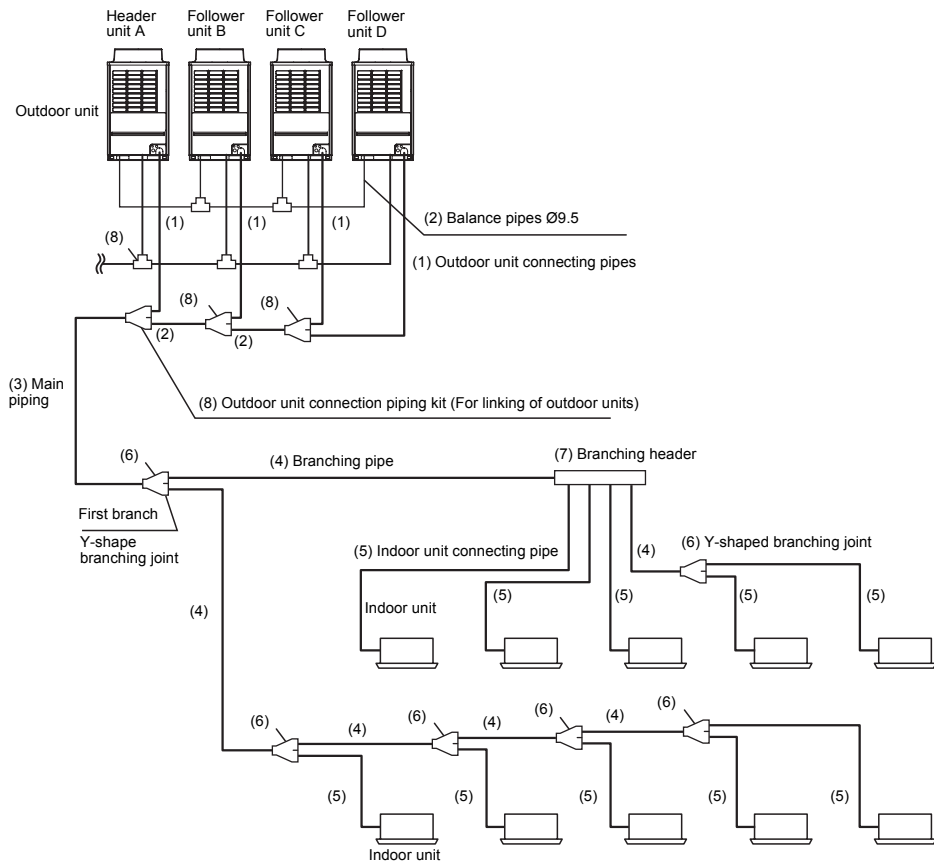 Header
unit A
Follower
unit B
Follower
unit C
Follower
unit D
Outdoor unit
(2) Balance pipes Ø9.5
(1)
(1)
(1)
(8)
(1) Outdoor unit connecting pipes
(8)
(8)
(2)
(2)
(3) Main
piping
(8) Outdoor unit connection piping kit (For linking of outdoor units)
(6)
(4) Branching pipe
(7) Branching header
First branch
Y-shape
branching joint
(5) Indoor unit connecting pipe
(4)
(6) Y-shaped branching joint
(4)
Indoor unit
(5)
(5)
(5)
(5)
(6)
(4)
(6)
(4)
(6)
(4)
(6)
(5)
(5)
(5)
(5)
(5)
Indoor unit